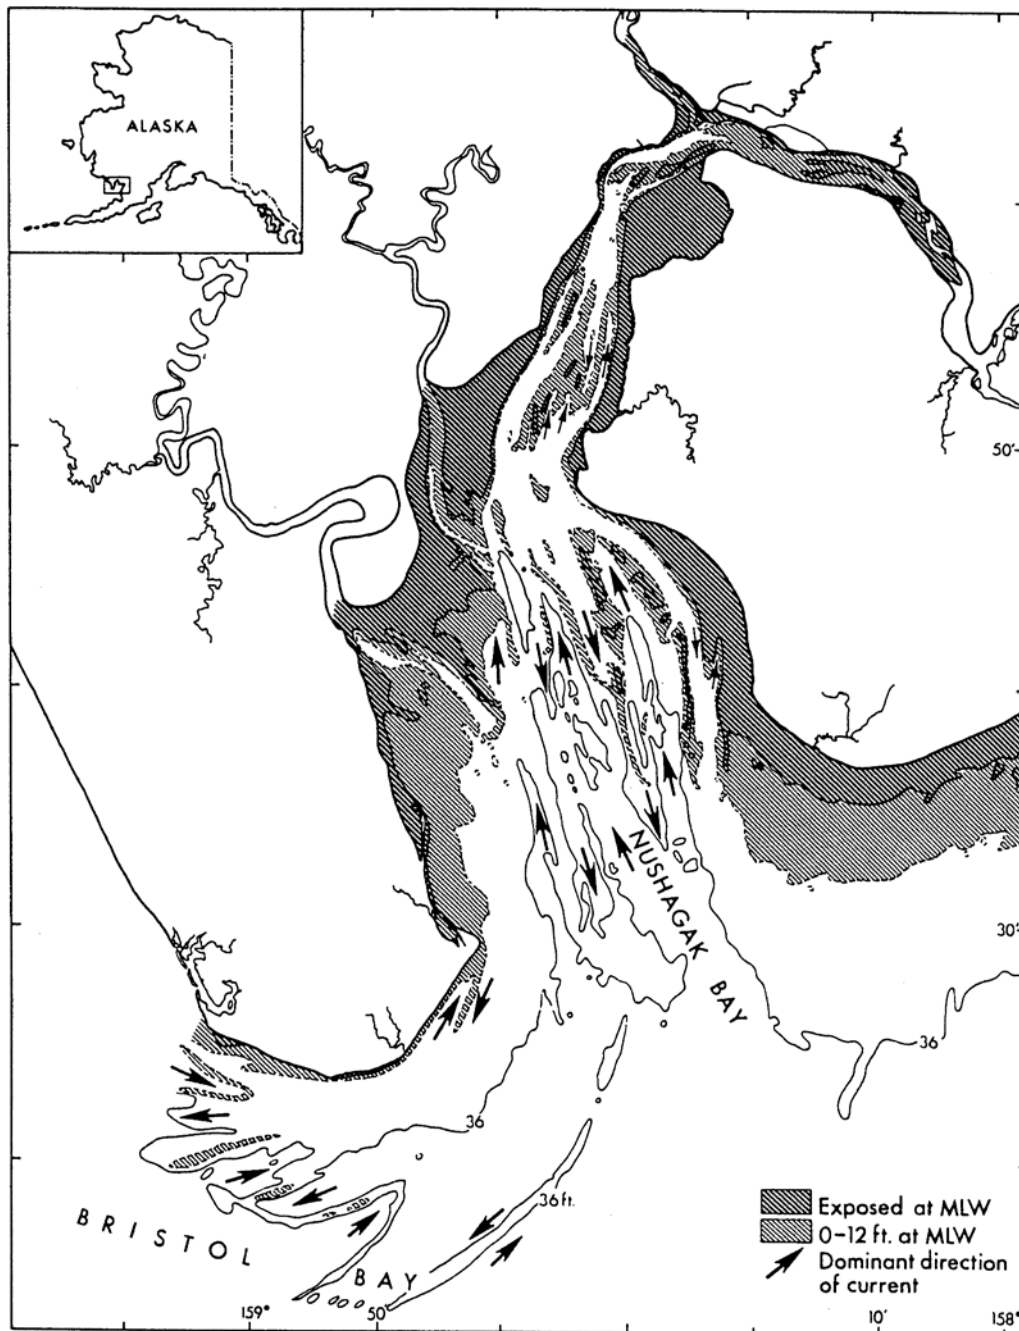 ALASKA
50'
NUSHAGAK
BAY
30'
36
36
36 ft.
BRISTOL
BAY
Exposed at MLW
0–12 ft. at MLW
Dominant direction
of current
159°
50'
10'
158°